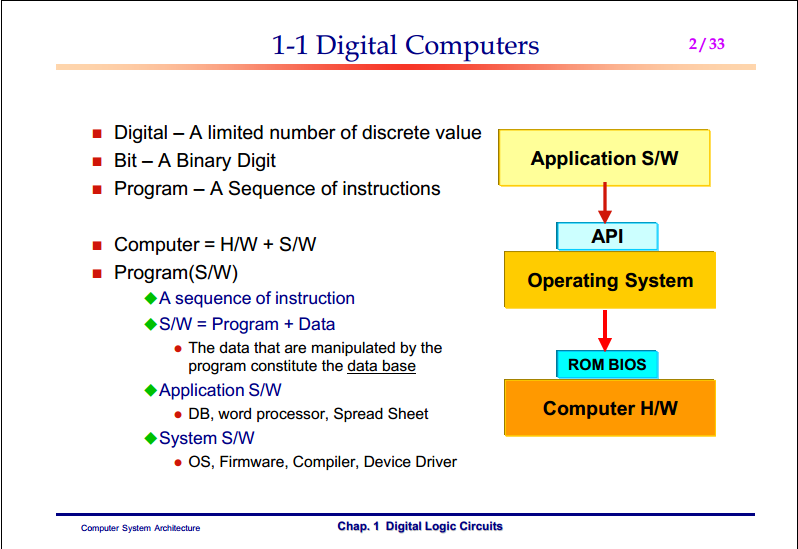 1-1 Digital Computers
2 / 33
Digital – A limited number of discrete value
Bit – A Binary Digit
Program – A Sequence of instructions
Computer = H/W + S/W
Program(S/W)
A sequence of instruction
S/W = Program + Data
The data that are manipulated by the
program constitute the data base
Application S/W
DB, word processor, Spread Sheet
System S/W
OS, Firmware, Compiler, Device Driver
Application S/W
API
Operating System
ROM BIOS
Computer H/W
Computer System Architecture
Chap. 1 Digital Logic Circuits